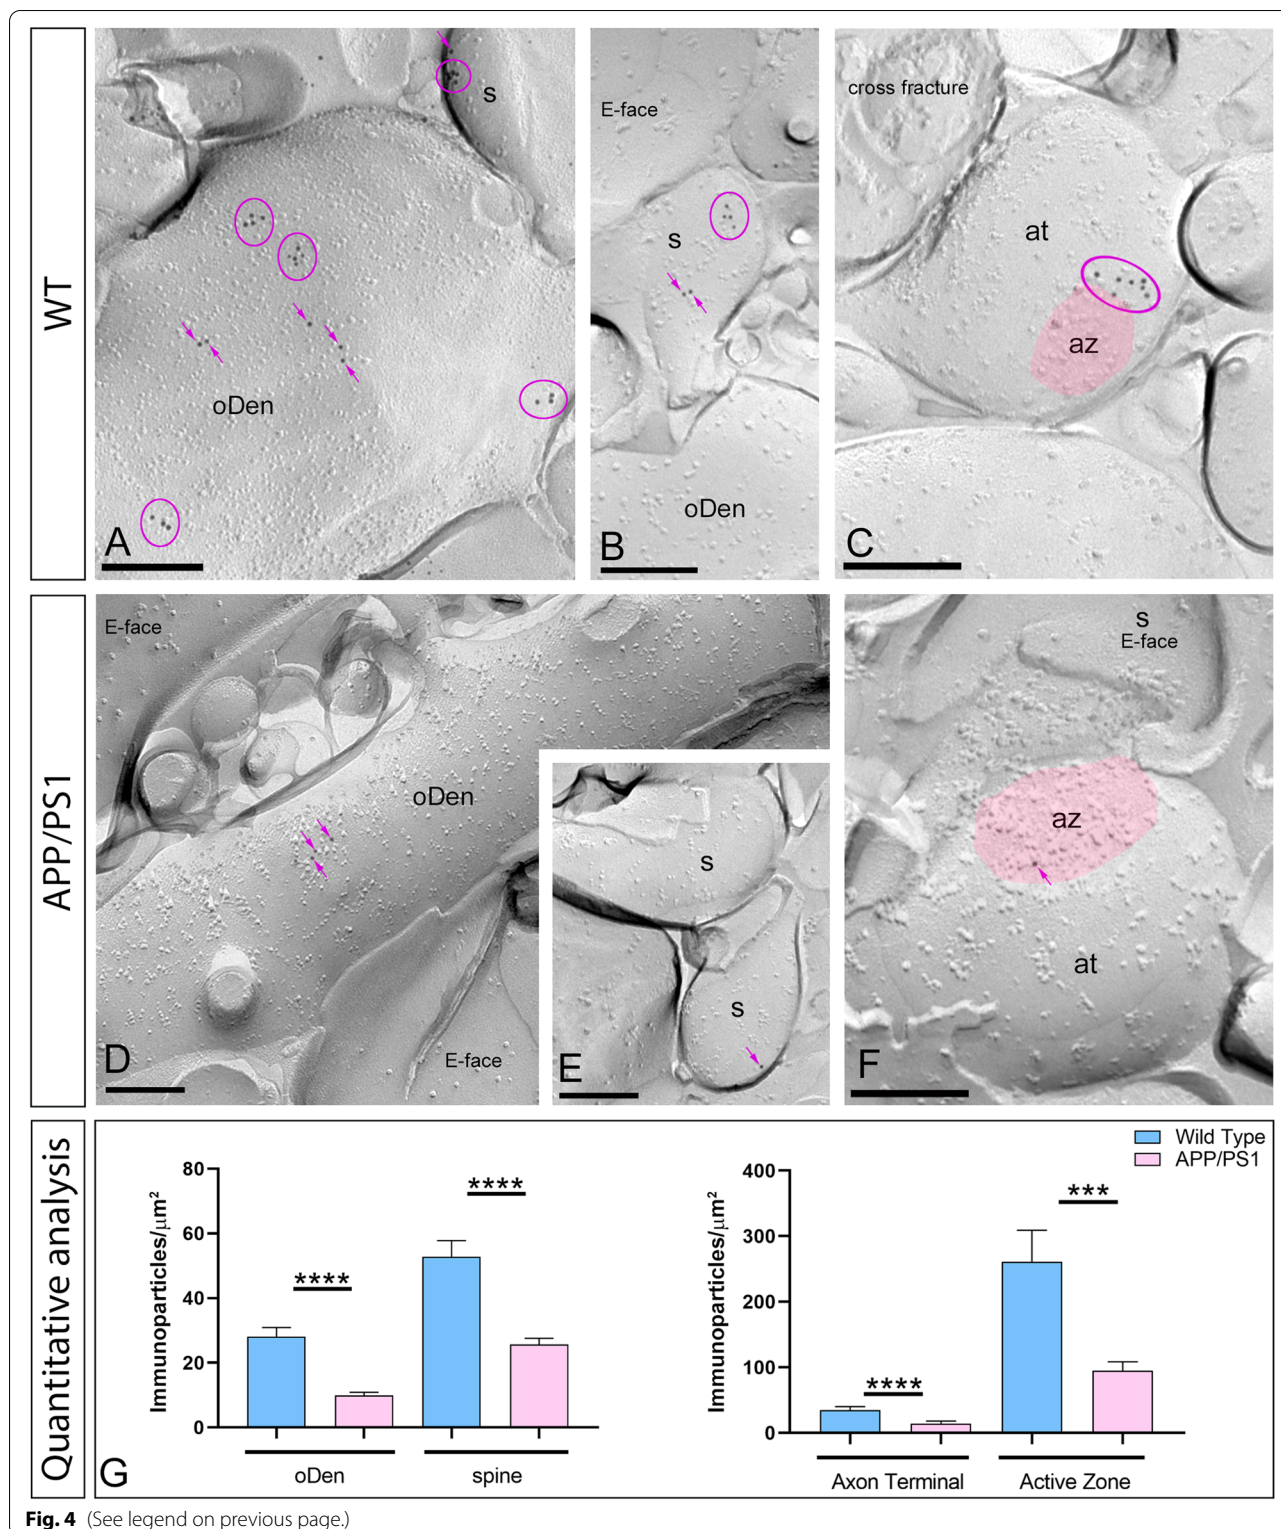 WT
s
oDen
A
E-face
s
oDen
B
cross fracture
at
az
C
APP/PS1
E-face
oDen
E-face
D
s
s
E
s
E-face
az
at
F
Quantitative analysis
Wild Type
APP/PS1
Immunoparticles/μm²
80
60
40
20
0
****
****
oDen
spine
G
Immunoparticles/μm²
400
300
200
100
0
****
***
Axon Terminal
Active Zone
Fig. 4 (See legend on previous page.)